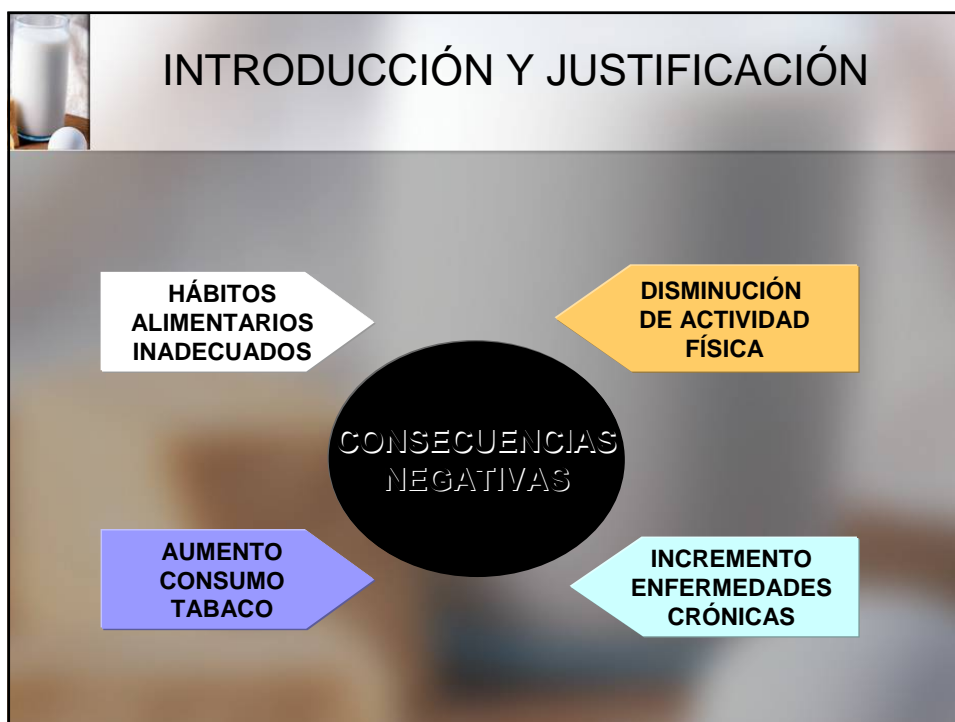 INTRODUCCIÓN Y JUSTIFICACIÓN
HÁBITOS
ALIMENTARIOS
INADECUADOS
DISMINUCIÓN
DE ACTIVIDAD
FÍSICA
CONSECUENCIAS
NEGATIVAS
AUMENTO
CONSUMO
TABACO
INCREMENTO
ENFERMEDADES
CRÓNICAS